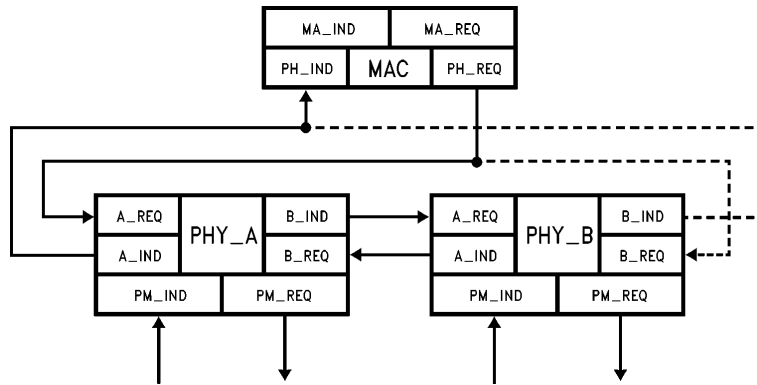 MA_IND MA_REQ
PH_IND MAC PH_REQ
A_REQ PHY_A B_IND A_REQ PHY_B B_IND
A_IND B_REQ A_IND B_REQ
PM_IND PM_REQ PM_IND PM_REQ